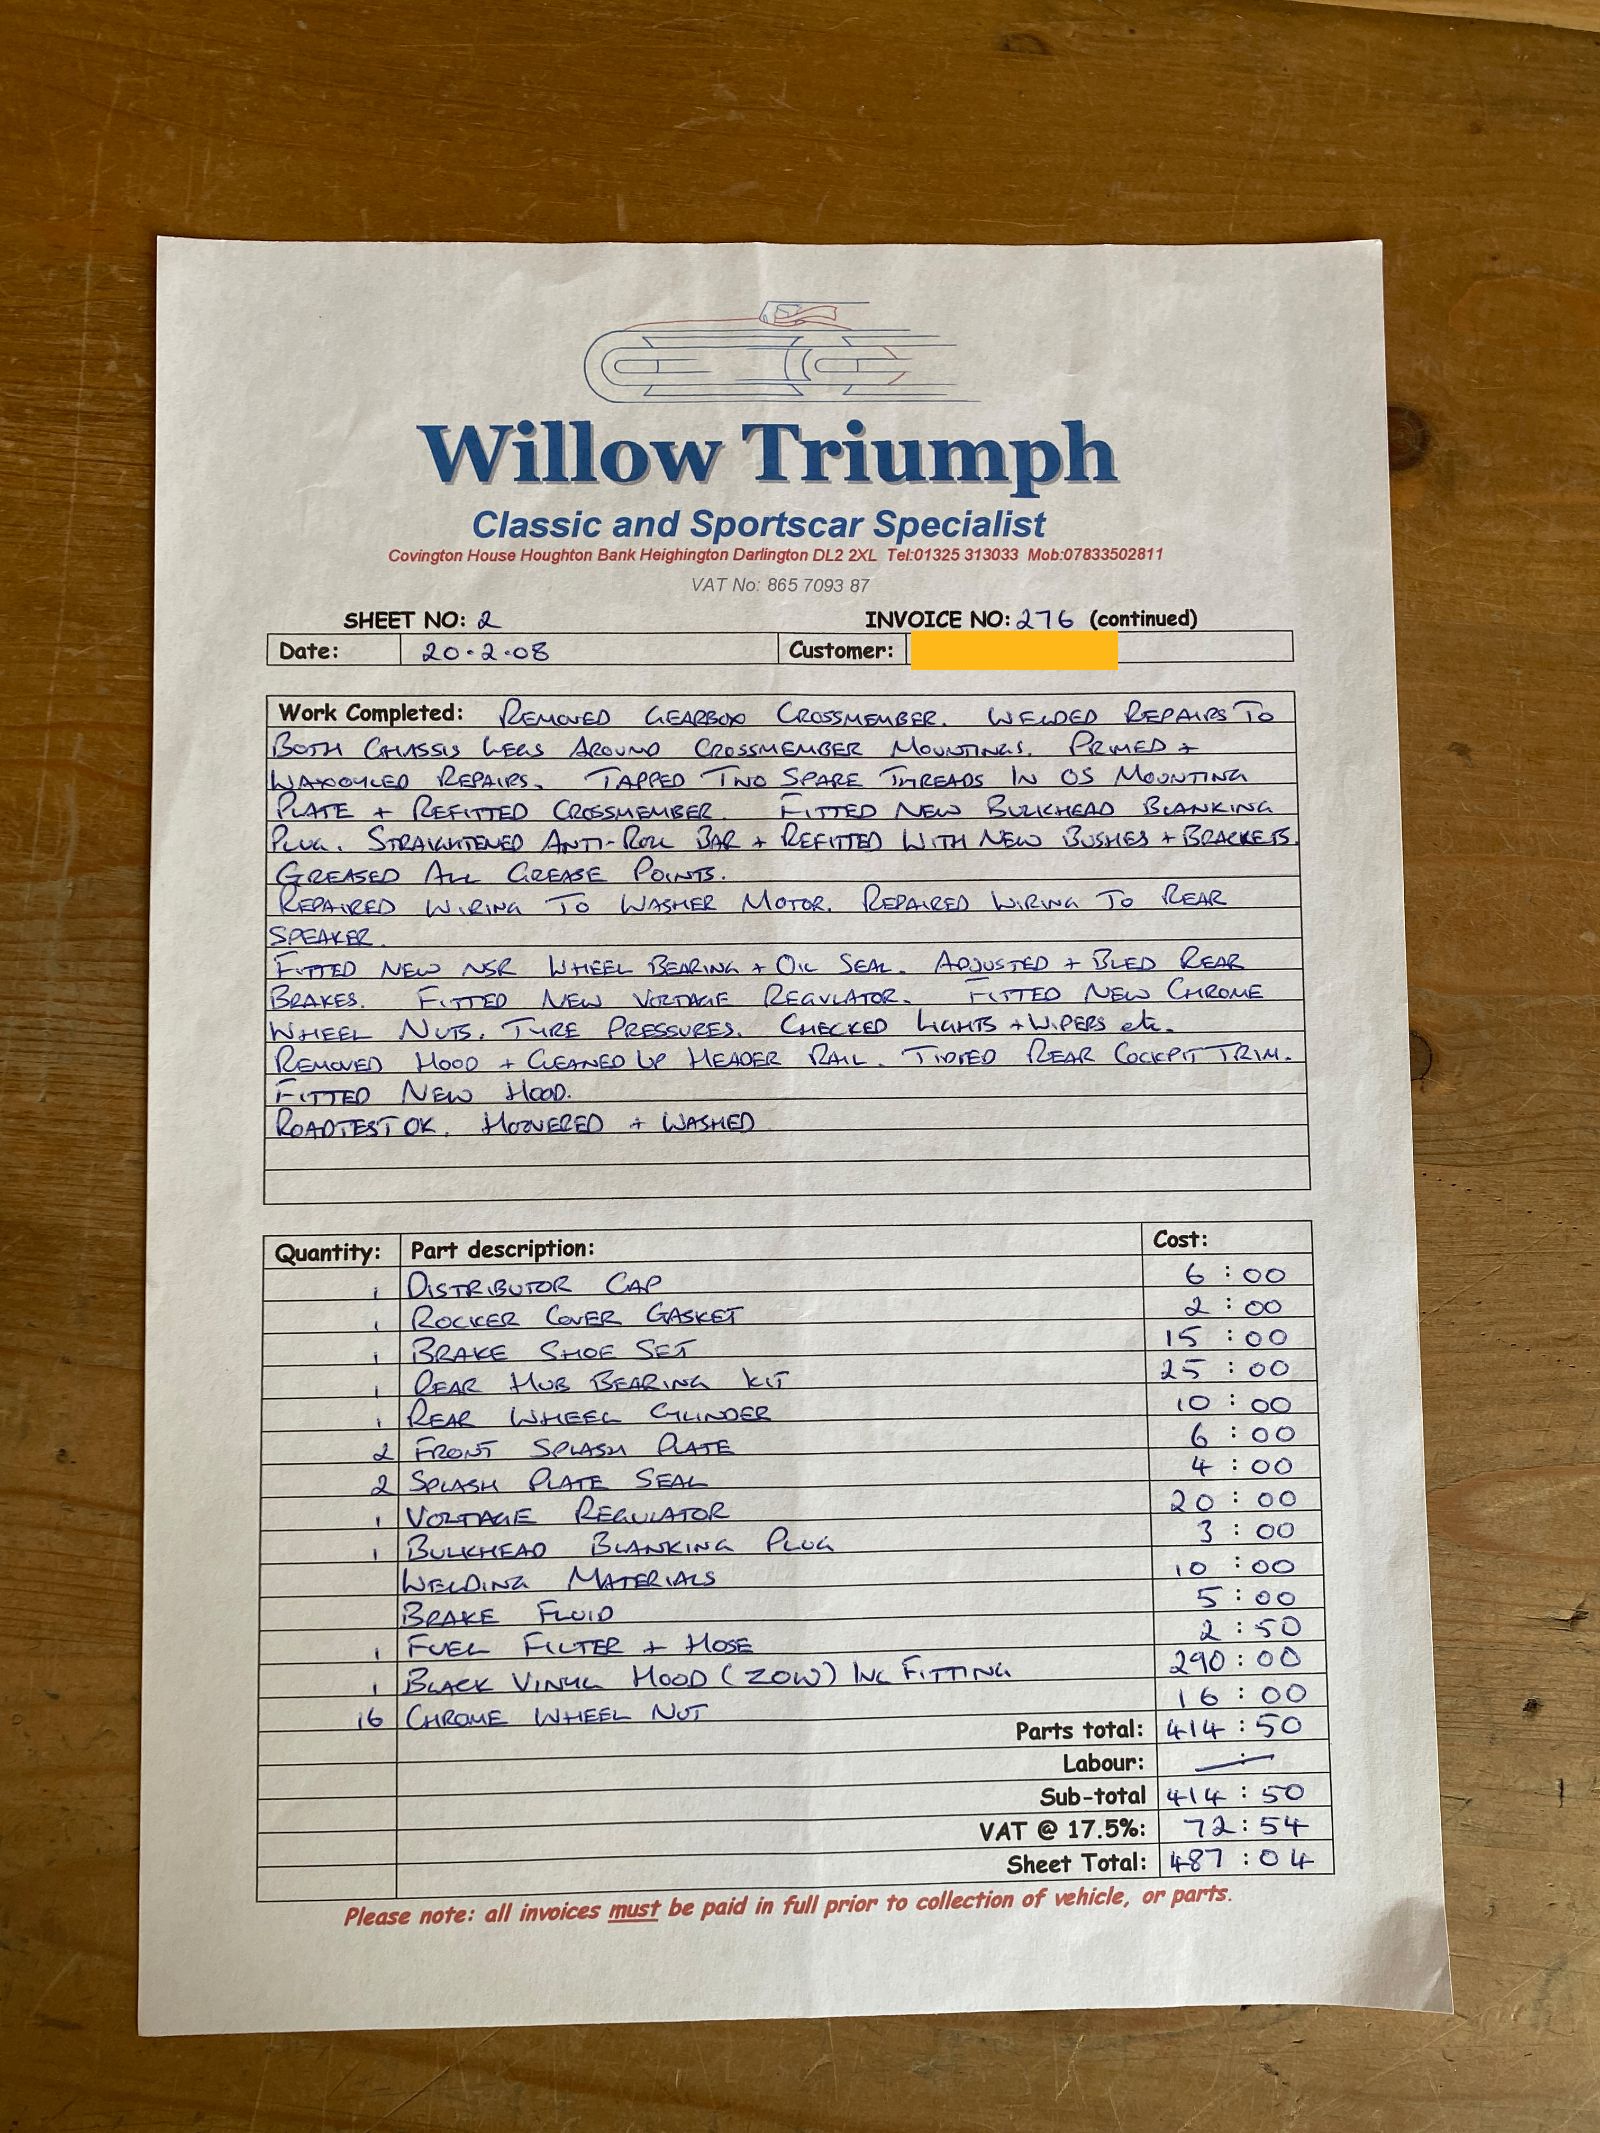 Willow Triumph
Classic and Sportscar Specialist
Covington House Houghton Bank Heighington Darlington DL2 2XL Tel:01325 313033 Mob:07833502811
VAT No: 865 7093 87
SHEET NO: 2 INVOICE NO: 276 (continued)
Date: 20.2.08 Customer:
Work Completed: REMOVED GEARBOX CROSSMEMBER. WELDED REPAIRS TO
BOTH CHASSIS LEGS AROUND CROSSMEMBER MOUNTINGS. PRIMED +
WAXOYLED REPAIRS. TAPPED TWO SPARE THREADS IN OS MOUNTING
PLATE + REFITTED CROSSMEMBER. FITTED NEW BULKHEAD BLANKING
PLUG. STRAIGHTENED ANTI-ROLL BAR + REFITTED WITH NEW BUSHES + BRACKETS.
GREASED ALL GREASE POINTS.
REPAIRED WIRING TO WASHER MOTOR. REPAIRED WIRING TO REAR
SPEAKER.
FITTED NEW NSR WHEEL BEARING + OIL SEAL. ADJUSTED + BLED REAR
BRAKES. FITTED NEW VOLTAGE REGULATOR. FITTED NEW CHROME
WHEEL NUTS. TYRE PRESSURES. CHECKED LIGHTS + WIPERS etc.
REMOVED HOOD + CLEANED UP HEADER RAIL. TIDIED REAR COCKPIT TRIM.
FITTED NEW HOOD.
ROADTEST OK. HOOVERED + WASHED
Quantity: Part description: Cost:
1 DISTRIBUTOR CAP 6:00
1 ROCKER COVER GASKET 2:00
1 BRAKE SHOE SET 15:00
1 REAR HUB BEARING KIT 25:00
1 REAR WHEEL CYLINDER 10:00
2 FRONT SPLASH PLATE 6:00
2 SPLASH PLATE SEAL 4:00
1 VOLTAGE REGULATOR 20:00
1 BULKHEAD BLANKING PLUG 3:00
WELDING MATERIALS 10:00
BRAKE FLUID 5:00
1 FUEL FILTER + HOSE 2:50
1 BLACK VINYL HOOD (ZOW) INC FITTING 290:00
16 CHROME WHEEL NUT 16:00
Parts total: 414:50
Labour: —:—
Sub-total 414:50
VAT @ 17.5%: 72:54
Sheet Total: 487:04
Please note: all invoices must be paid in full prior to collection of vehicle, or parts.